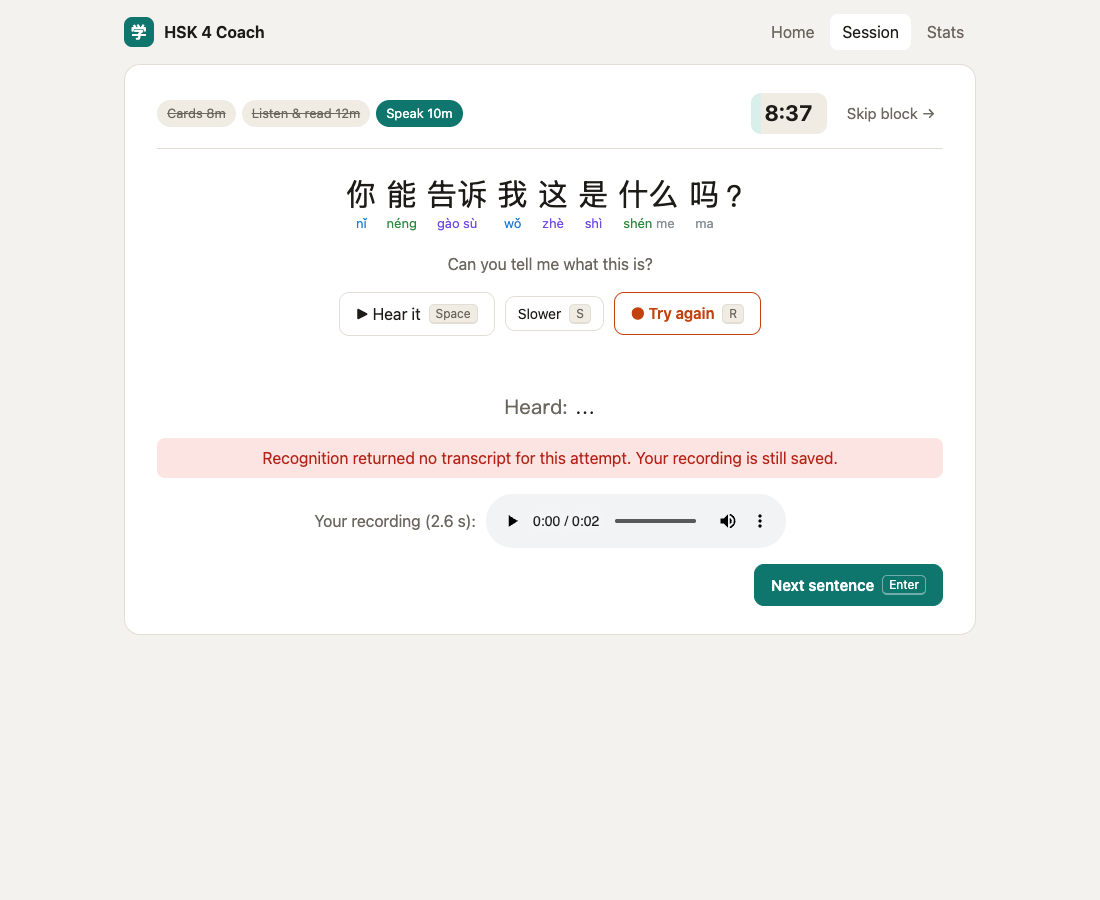 学 HSK 4 Coach Home Session Stats
Cards 8m Listen & read 12m Speak 10m 8:37 Skip block →
你 能 告诉 我 这 是 什么 吗 ?
nǐ néng gào sù wǒ zhè shì shén me ma
Can you tell me what this is?
Hear it Space Slower S Try again R
Heard: ...
Recognition returned no transcript for this attempt. Your recording is still saved.
Your recording (2.6 s): 0:00 / 0:02
Next sentence Enter